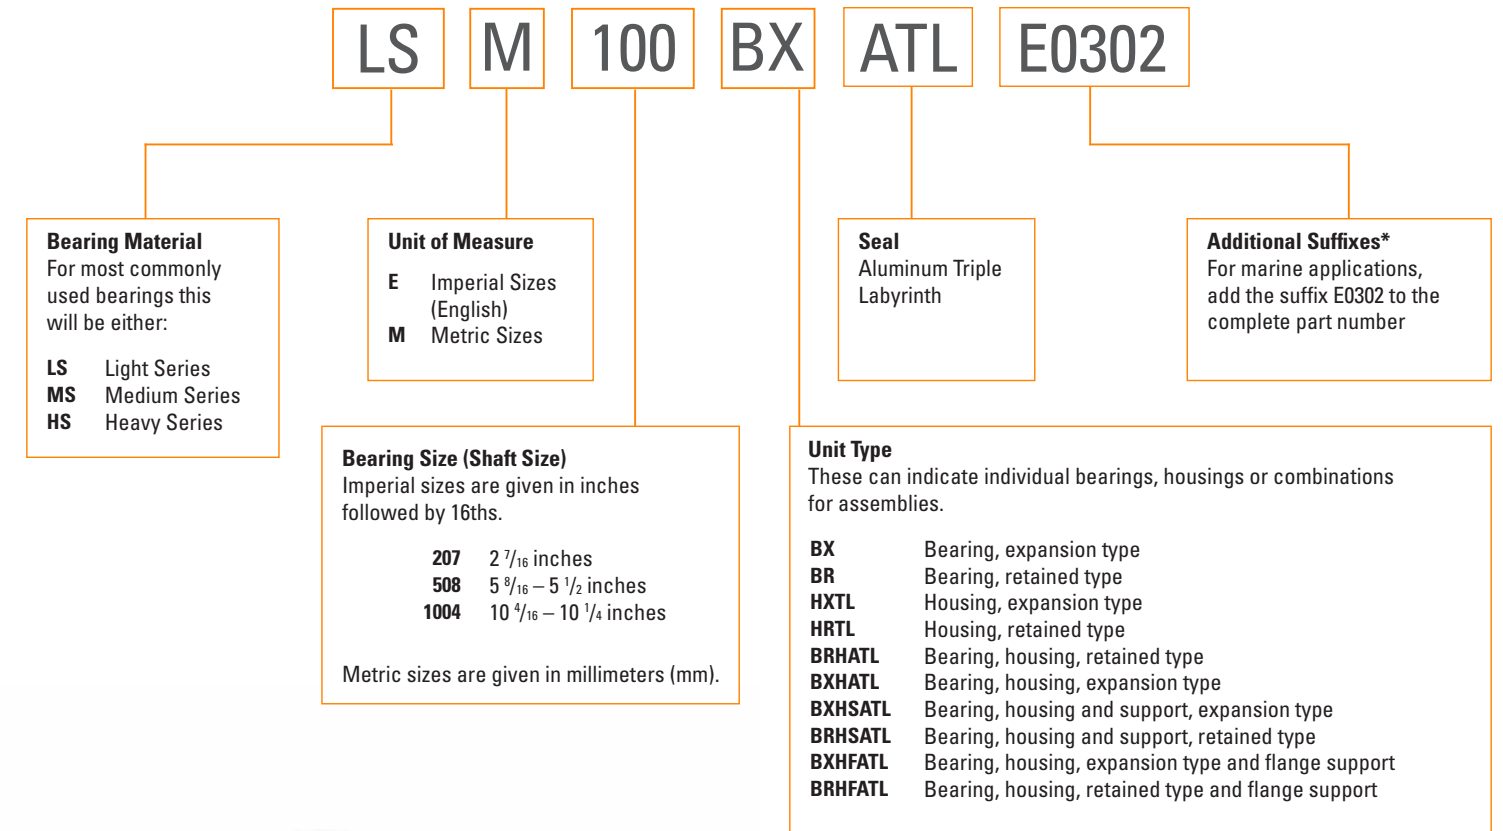 LS M 100 BX ATL E0302
Bearing Material
For most commonly
used bearings this
will be either:
LS Light Series
MS Medium Series
HS Heavy Series
Unit of Measure
E Imperial Sizes
(English)
M Metric Sizes
Seal
Aluminum Triple
Labyrinth
Additional Suffixes*
For marine applications,
add the suffix E0302 to the
complete part number
Bearing Size (Shaft Size)
Imperial sizes are given in inches
followed by 16ths.
207 2 7/16 inches
508 5 8/16 – 5 1/2 inches
1004 10 4/16 – 10 1/4 inches
Metric sizes are given in millimeters (mm).
Unit Type
These can indicate individual bearings, housings or combinations
for assemblies.
BX Bearing, expansion type
BR Bearing, retained type
HXTL Housing, expansion type
HRTL Housing, retained type
BRHATL Bearing, housing, retained type
BXHATL Bearing, housing, expansion type
BXHSATL Bearing, housing and support, expansion type
BRHSATL Bearing, housing and support, retained type
BXHFATL Bearing, housing, expansion type and flange support
BRHFATL Bearing, housing, retained type and flange support